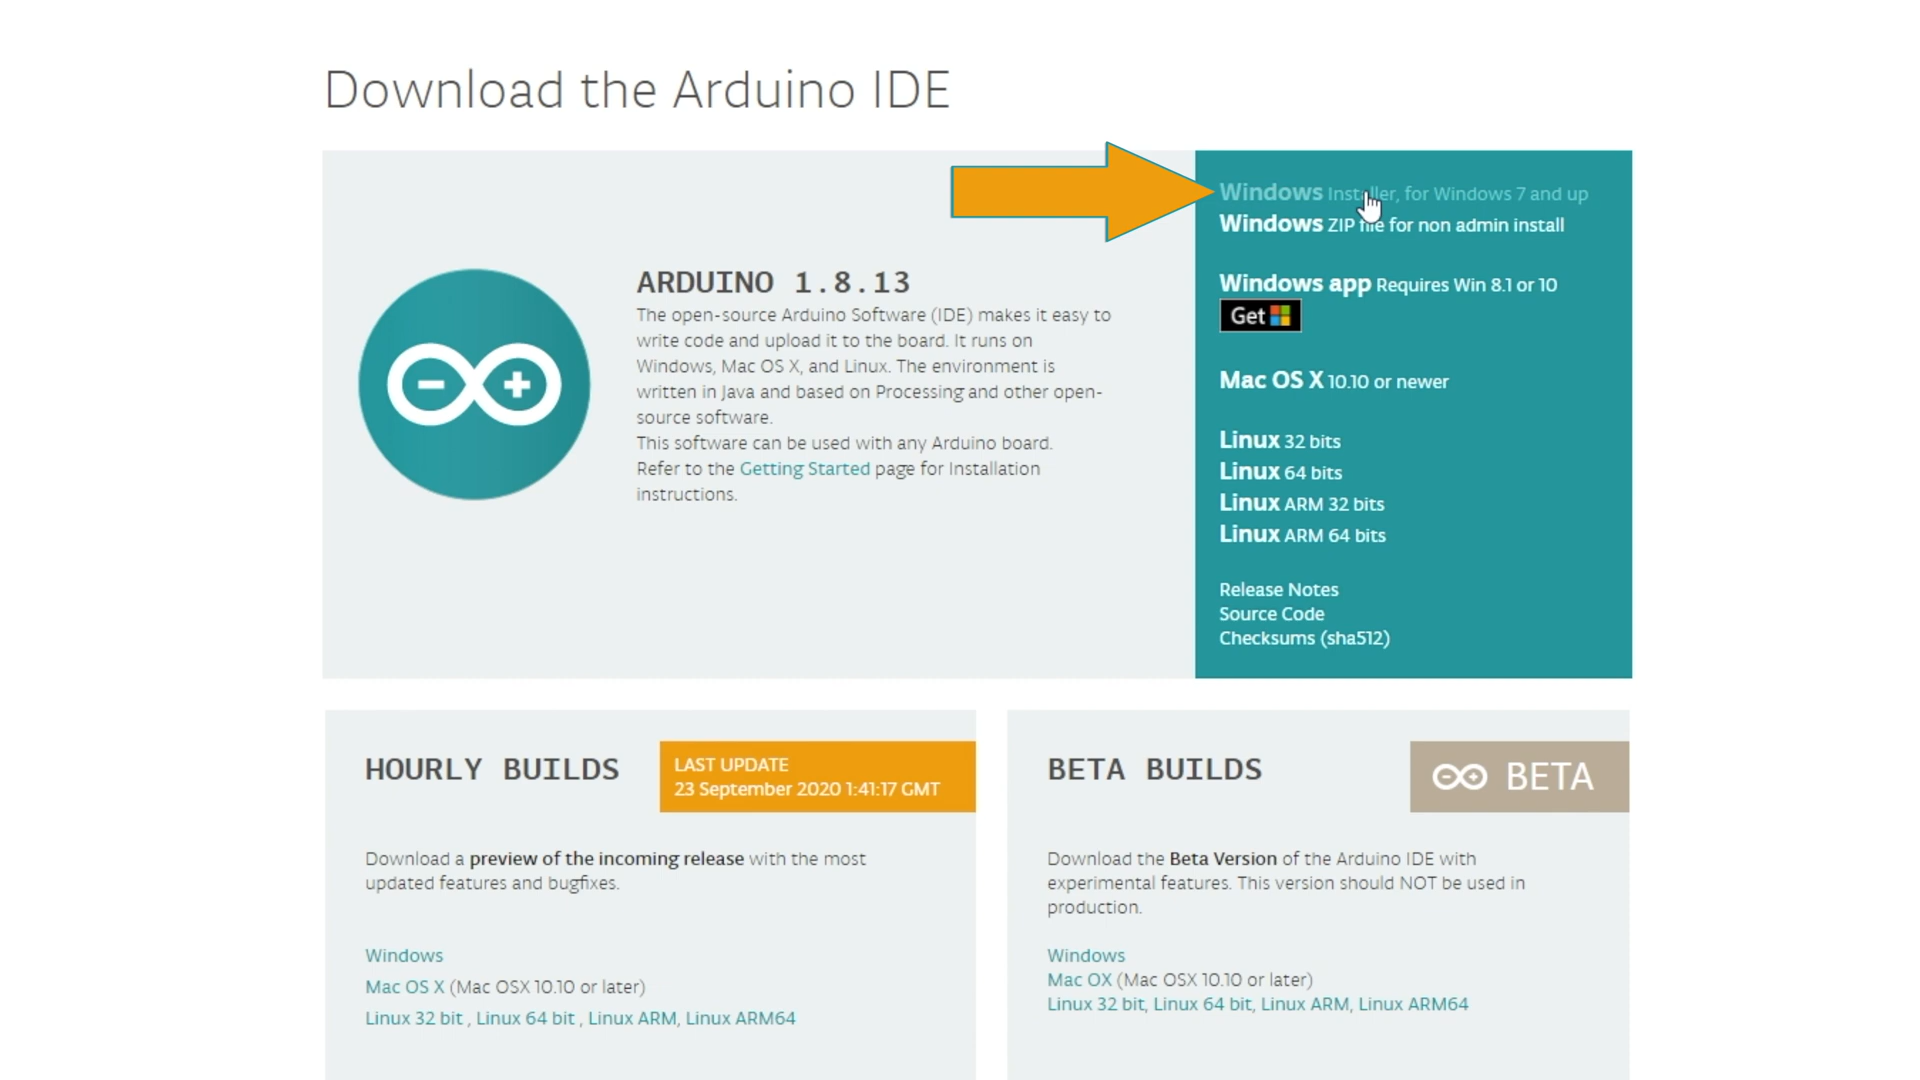 Download the Arduino IDE
ARDUINO 1.8.13
The open-source Arduino Software (IDE) makes it easy to
write code and upload it to the board. It runs on
Windows, Mac OS X, and Linux. The environment is
written in Java and based on Processing and other open-
source software.
This software can be used with any Arduino board.
Refer to the Getting Started page for Installation
instructions.
Windows Installer, for Windows 7 and up
Windows ZIP file for non admin install
Windows app Requires Win 8.1 or 10
Get
Mac OS X 10.10 or newer
Linux 32 bits
Linux 64 bits
Linux ARM 32 bits
Linux ARM 64 bits
Release Notes
Source Code
Checksums (sha512)
HOURLY BUILDS
LAST UPDATE
23 September 2020 1:41:17 GMT
Download a preview of the incoming release with the most
updated features and bugfixes.
Windows
Mac OS X (Mac OSX 10.10 or later)
Linux 32 bit , Linux 64 bit , Linux ARM, Linux ARM64
BETA BUILDS
BETA
Download the Beta Version of the Arduino IDE with
experimental features. This version should NOT be used in
production.
Windows
Mac OX (Mac OSX 10.10 or later)
Linux 32 bit, Linux 64 bit, Linux ARM, Linux ARM64